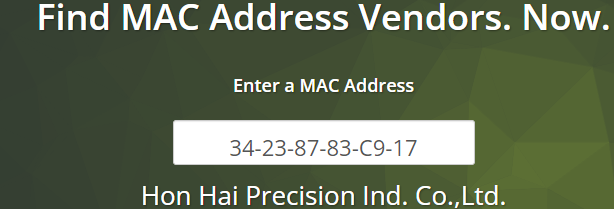 Find MAC Address Vendors. Now.
Enter a MAC Address
34-23-87-83-C9-17
Hon Hai Precision Ind. Co.,Ltd.